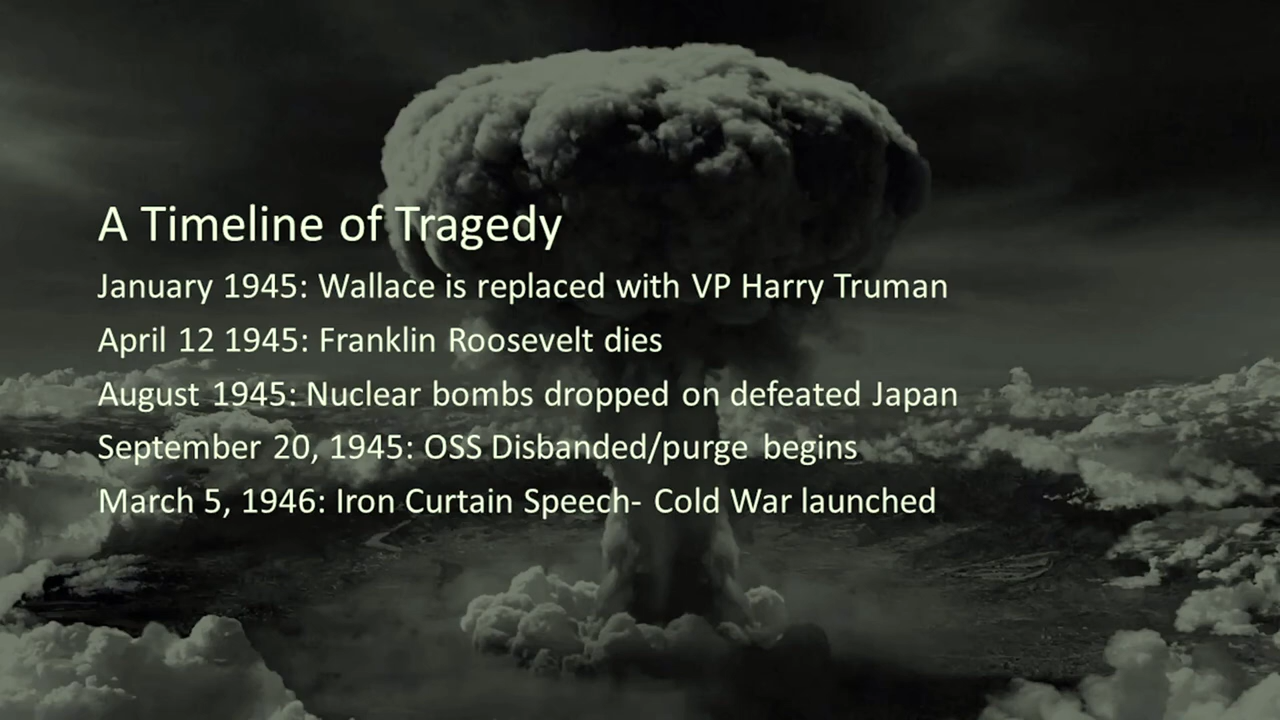 A Timeline of Tragedy
January 1945: Wallace is replaced with VP Harry Truman
April 12 1945: Franklin Roosevelt dies
August 1945: Nuclear bombs dropped on defeated Japan
September 20, 1945: OSS Disbanded/purge begins
March 5, 1946: Iron Curtain Speech- Cold War launched